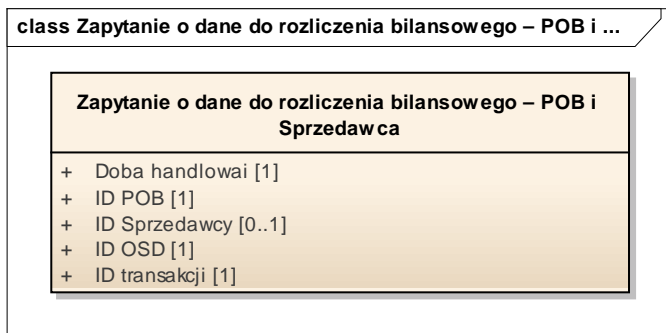 class Zapytanie o dane do rozliczenia bilansowego – POB i ...
Zapytanie o dane do rozliczenia bilansowego – POB i
Sprzedawca
+ Doba handlowai [1]
+ ID POB [1]
+ ID Sprzedawcy [0..1]
+ ID OSD [1]
+ ID transakcji [1]